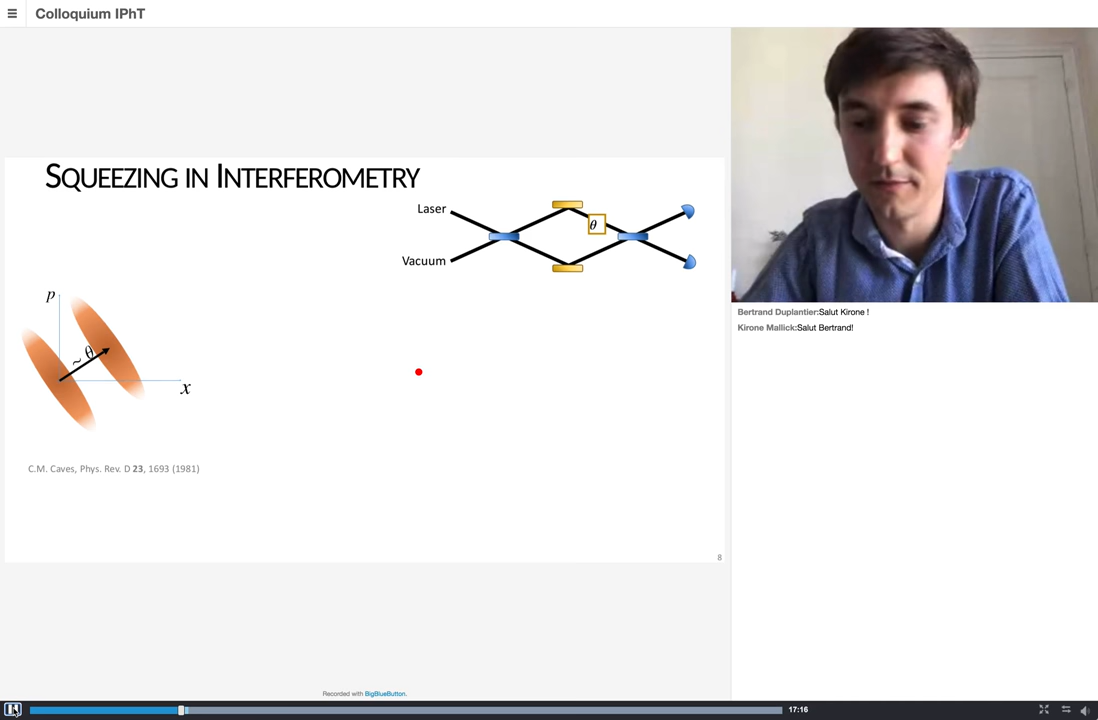 Colloquium IPhT
SQUEEZING IN INTERFEROMETRY
Laser
θ
Vacuum
p
~ θ
x
C.M. Caves, Phys. Rev. D 23, 1693 (1981)
8
Bertrand Duplantier:Salut Kirone !
Kirone Mallick:Salut Bertrand!
Recorded with BigBlueButton.
17:16